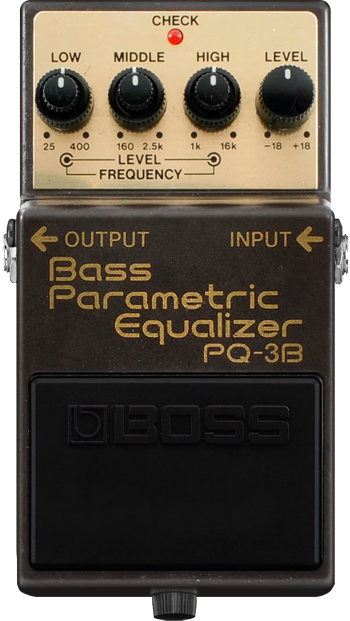 CHECK
LOW MIDDLE HIGH LEVEL
25 400 160 2.5k 1k 16k -18 +18
LEVEL
FREQUENCY
OUTPUT INPUT
Bass
Parametric
Equalizer
PQ-3B
BOSS